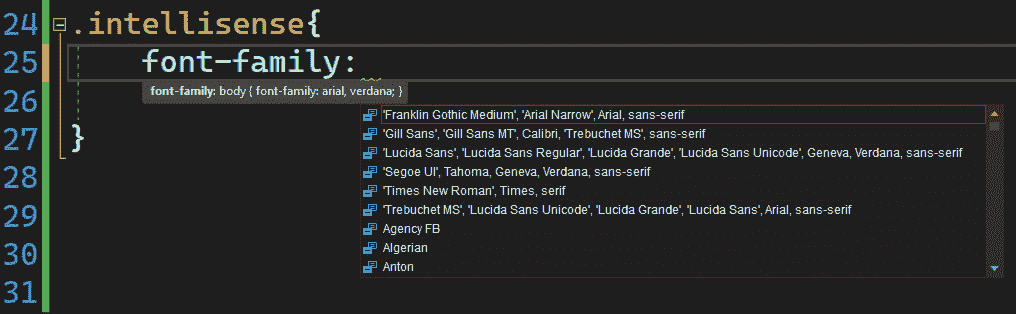 24 .intellisense{
25 font-family:
font-family: body { font-family: arial, verdana; }
26
'Franklin Gothic Medium', 'Arial Narrow', Arial, sans-serif
'Gill Sans', 'Gill Sans MT', Calibri, 'Trebuchet MS', sans-serif
27 }
'Lucida Sans', 'Lucida Sans Regular', 'Lucida Grande', 'Lucida Sans Unicode', Geneva, Verdana, sans-serif
'Segoe UI', Tahoma, Geneva, Verdana, sans-serif
28
'Times New Roman', Times, serif
'Trebuchet MS', 'Lucida Sans Unicode', 'Lucida Grande', 'Lucida Sans', Arial, sans-serif
29
Agency FB
Algerian
30
Anton
31